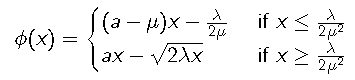 ϕ(x) = { (a − μ)x − λ/2μ if x ≤ λ/2μ²
ax − √2λx if x ≥ λ/2μ²